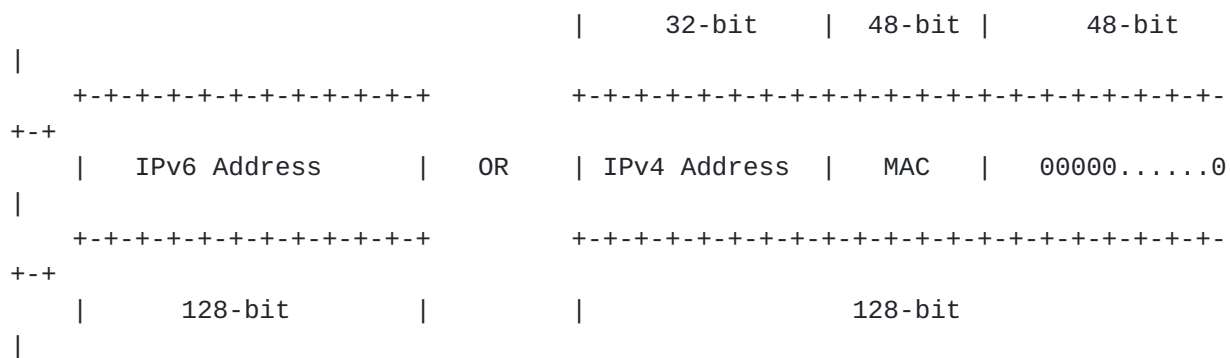 |     32-bit    |  48-bit |      48-bit
|
    +-+-+-+-+-+-+-+-+-+-+-+         +-+-+-+-+-+-+-+-+-+-+-+-+-+-+-+-+-+-+-+-+-
+-+
    |   IPv6 Address      |   OR    | IPv4 Address  |   MAC   |   00000......0
|
    +-+-+-+-+-+-+-+-+-+-+-+         +-+-+-+-+-+-+-+-+-+-+-+-+-+-+-+-+-+-+-+-+-
+-+
    |      128-bit        |         |                 128-bit
|